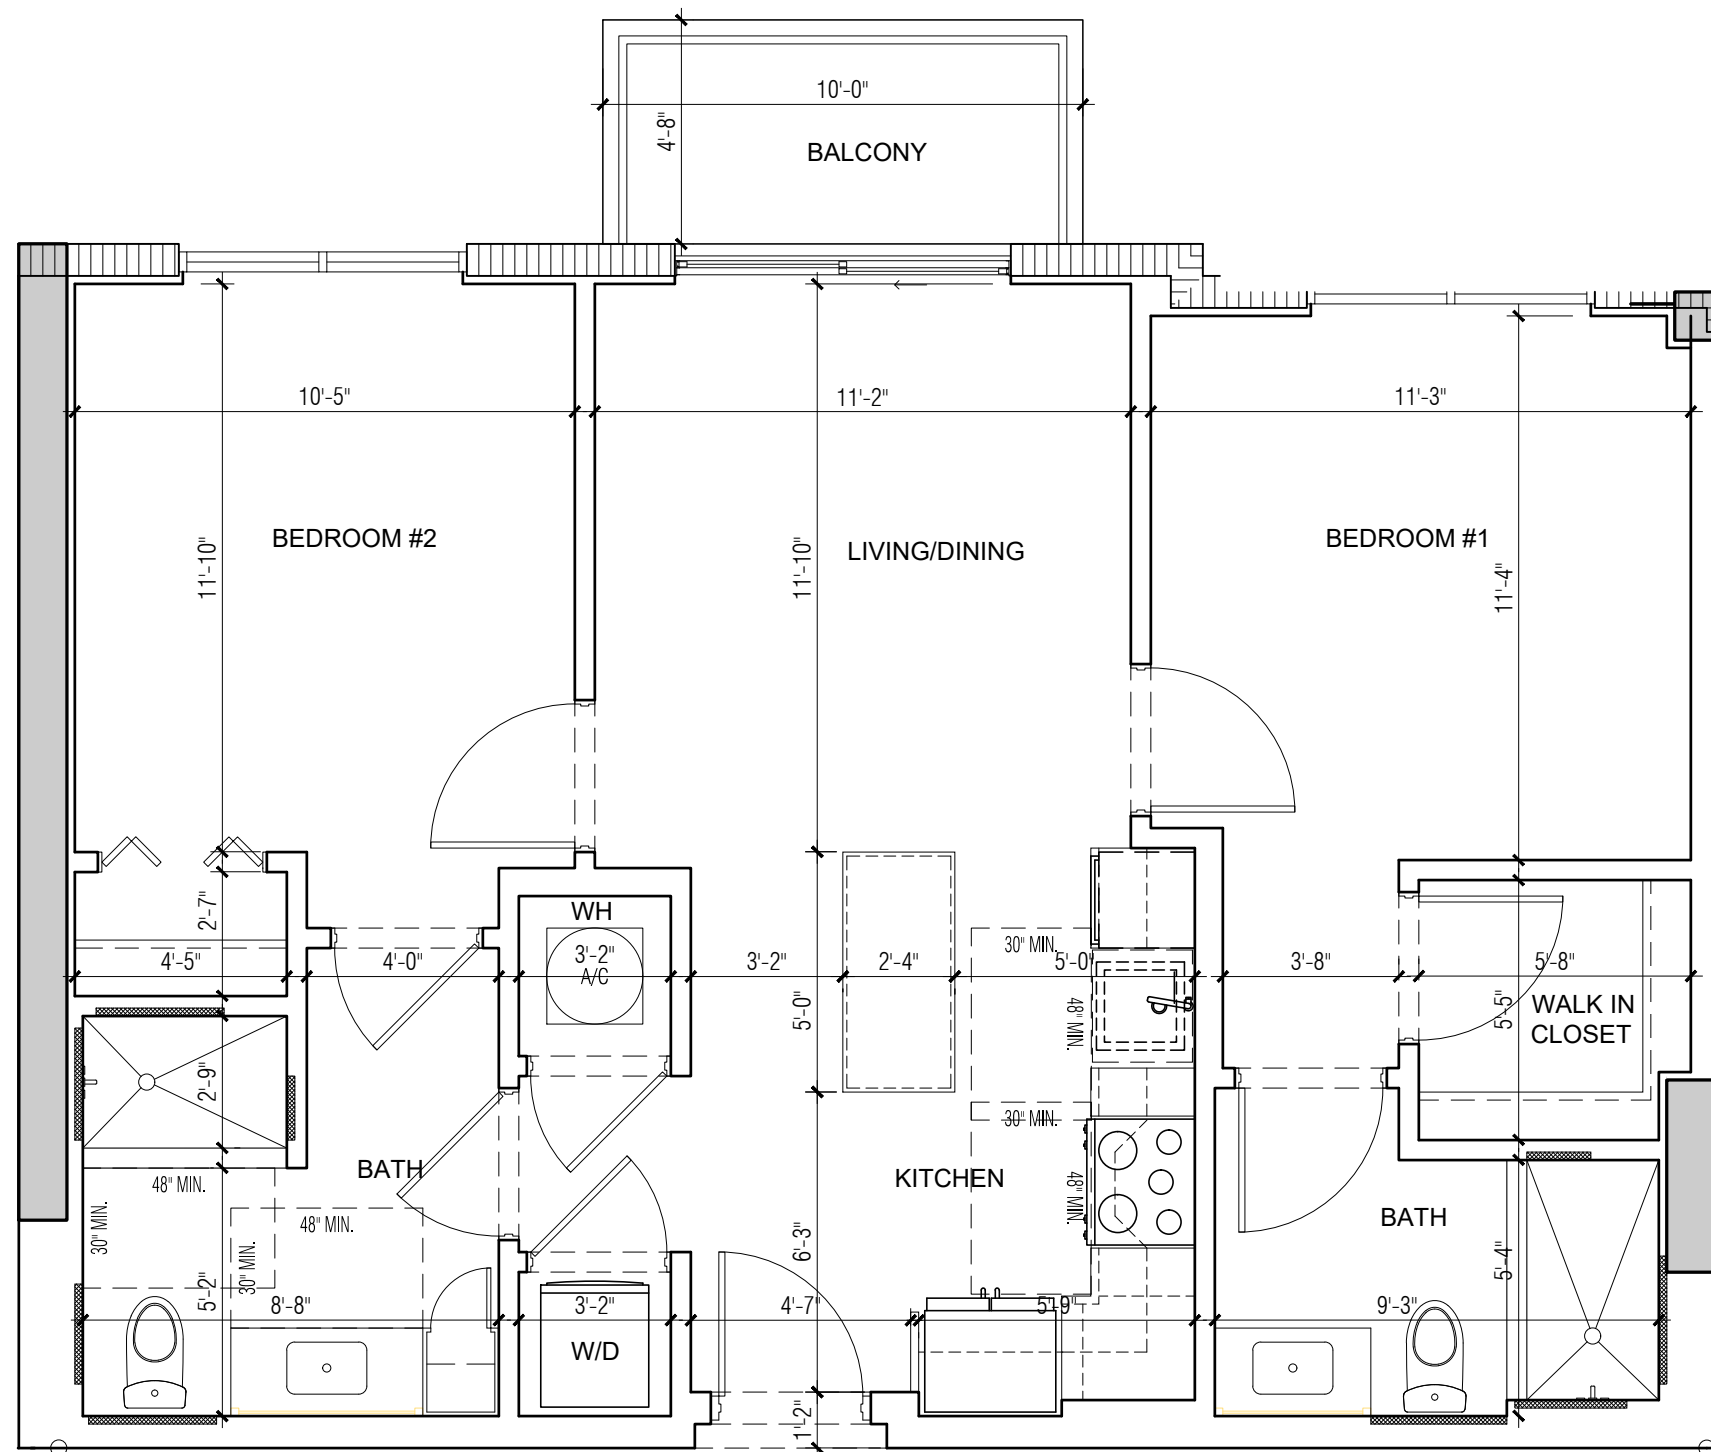 10'-0"
4'-8"
BALCONY
10'-5"
11'-2"
11'-3"
BEDROOM #2
LIVING/DINING
BEDROOM #1
11'-10"
11'-10"
11'-4"
WH
2'-7"
4'-5"
4'-0"
3'-2"
A/C
3'-2"
2'-4"
30" MIN.
5'-0"
3'-8"
5'-8"
5'-0"
48" MIN.
5'-5"
WALK IN
CLOSET
2'-9"
30" MIN.
BATH
48" MIN.
KITCHEN
48" MIN.
30" MIN.
48" MIN.
30" MIN.
BATH
6'-3"
5'-4"
5'-2"
8'-8"
3'-2"
4'-7"
5'-9"
9'-3"
W/D
1'-2"